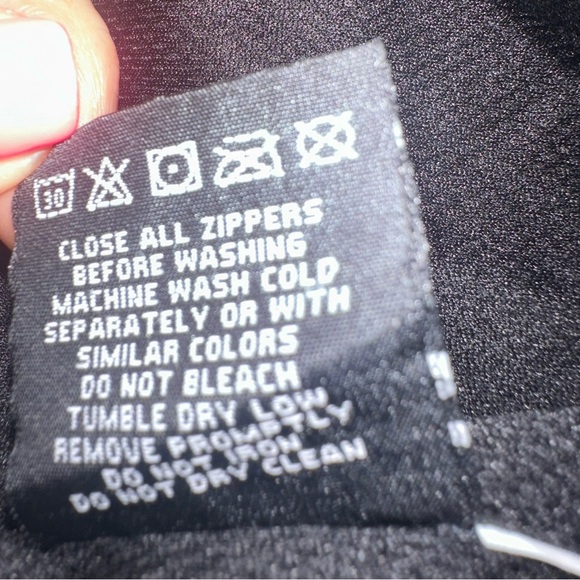 30
CLOSE ALL ZIPPERS
BEFORE WASHING
MACHINE WASH COLD
SEPARATELY OR WITH
SIMILAR COLORS
DO NOT BLEACH
TUMBLE DRY LOW
REMOVE PROMPTLY
DO NOT IRON
DO NOT DRY CLEAN